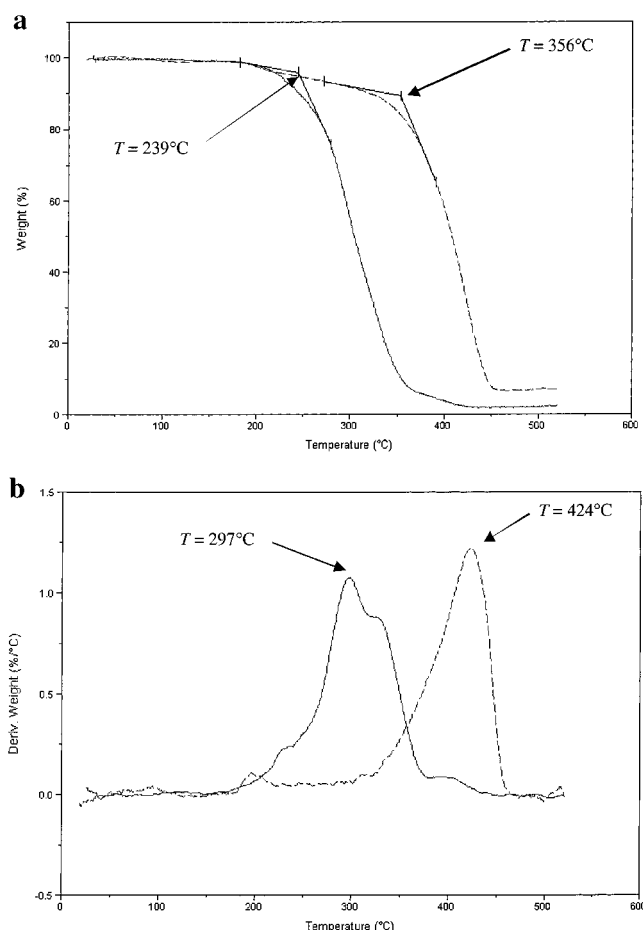 a
T = 356°C
T = 239°C
Weight (%)
100
80
60
40
20
0
0 100 200 300 400 500 600
Temperature (°C)
b
T = 297°C
T = 424°C
Deriv. Weight (%/°C)
1.5
1.0
0.5
0.0
-0.5
0 100 200 300 400 500 600
Temperature (°C)